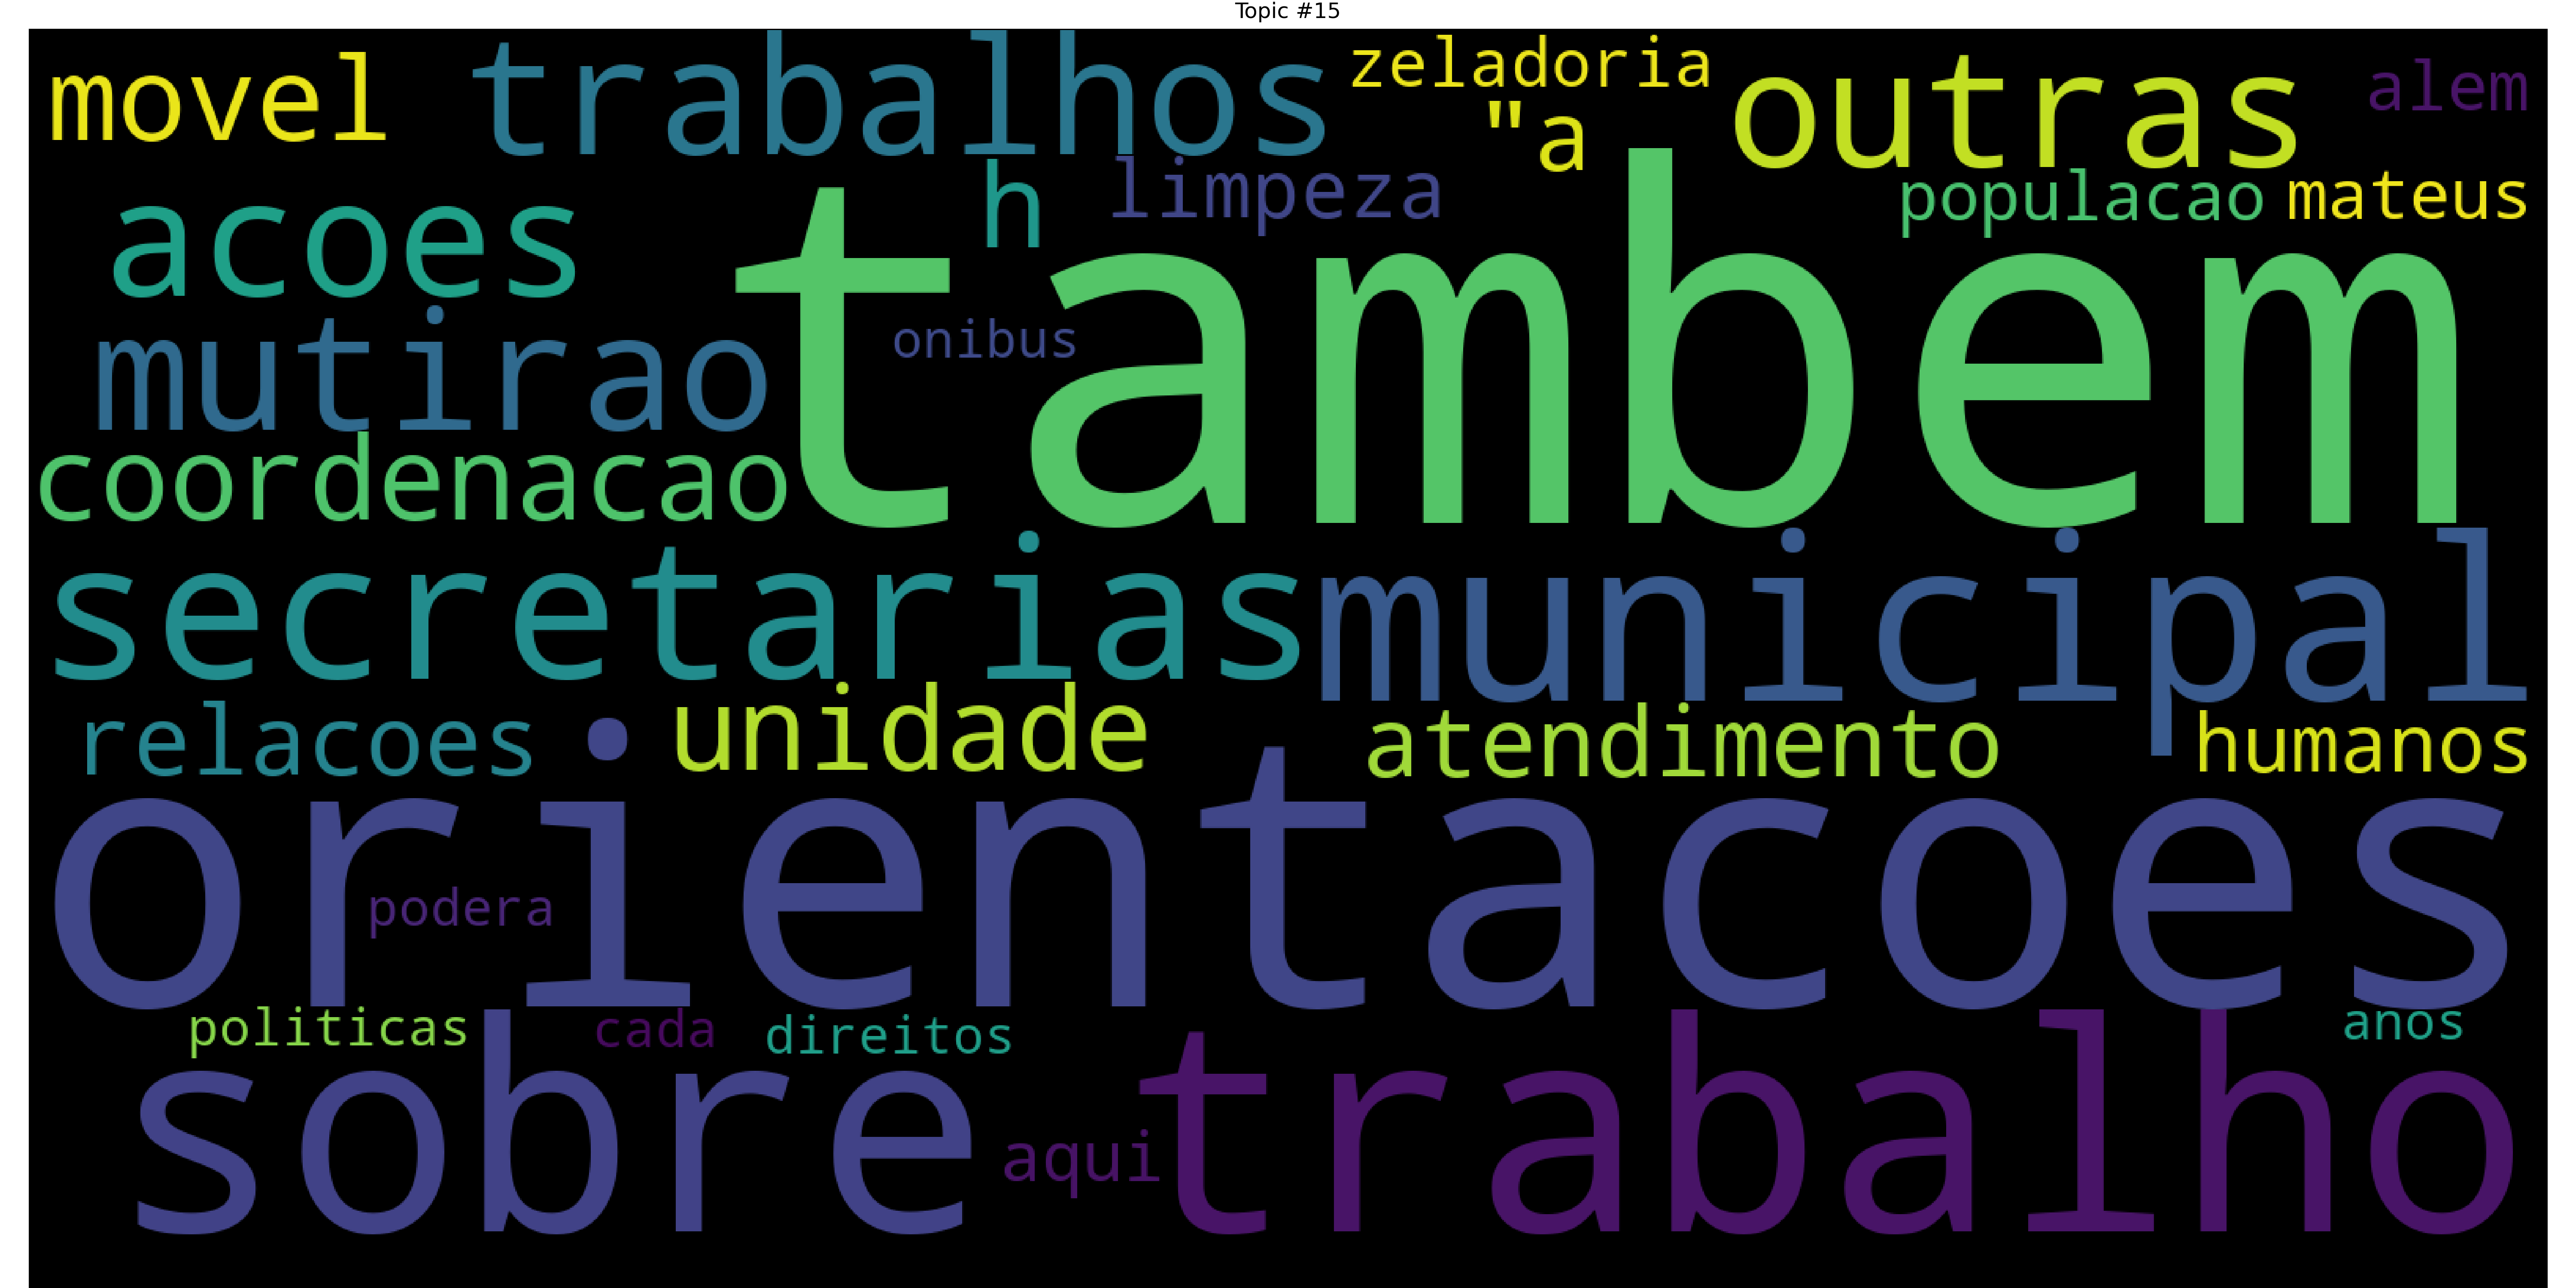 Topic #15
movel trabalhos zeladoria outras alem
"a
acoes h limpeza populacao mateus
tambem
mutirao onibus
coordenacao
secretarias municipal
relacoes unidade atendimento humanos
orientacoes
podera
politicas cada direitos anos
sobre trabalho
aqui